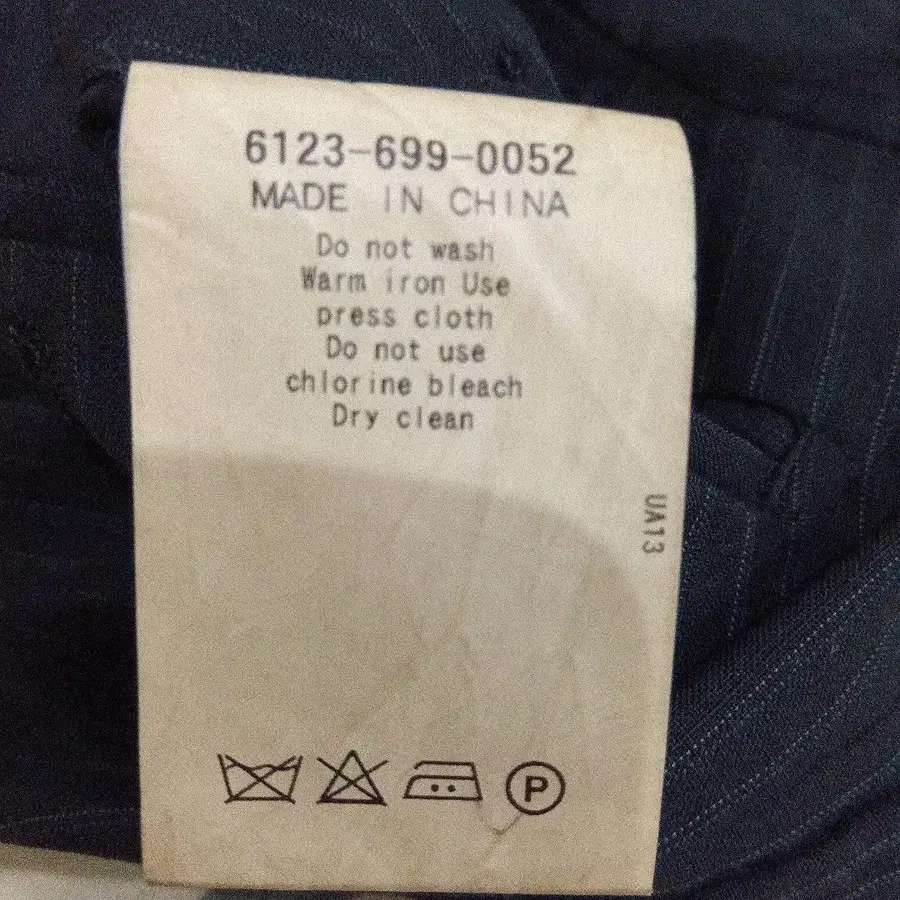 6123-699-0052
MADE IN CHINA
Do not wash
Warm iron Use
press cloth
Do not use
chlorine bleach
Dry clean
UA13
P